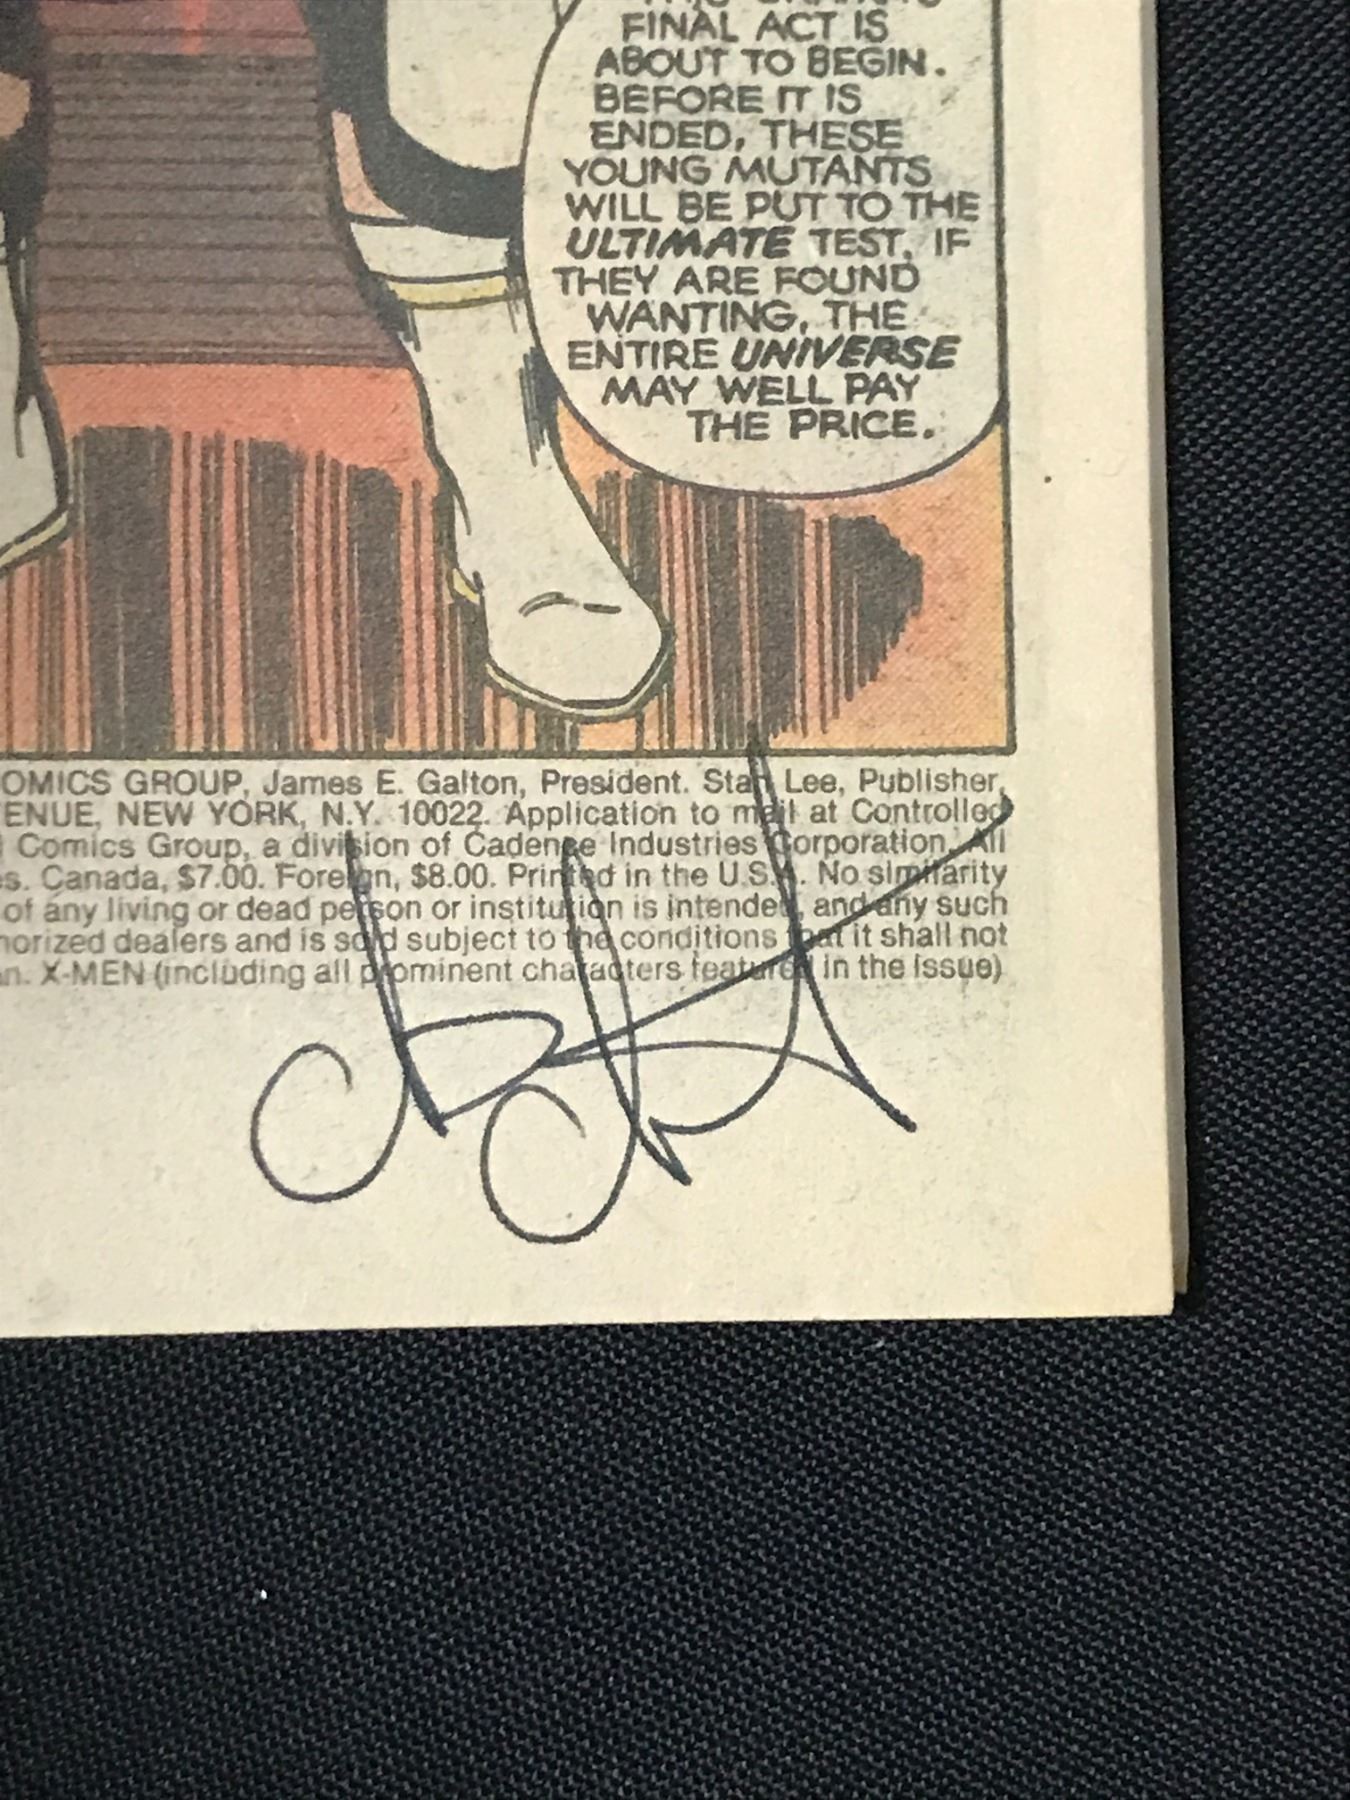 FINAL ACT IS
ABOUT TO BEGIN.
BEFORE IT IS
ENDED, THESE
YOUNG MUTANTS
WILL BE PUT TO THE
ULTIMATE TEST. IF
THEY ARE FOUND
WANTING, THE
ENTIRE UNIVERSE
MAY WELL PAY
THE PRICE.
OMICS GROUP, James E. Galton, President. Stan Lee, Publisher,
ENUE, NEW YORK, N.Y. 10022. Application to mail at Controlled
Comics Group, a division of Cadence Industries Corporation. All
s. Canada, $7.00. Foreign, $8.00. Printed in the U.S.A. No similarity
of any living or dead person or institution is intended, and any such
horized dealers and is sold subject to the conditions that it shall not
n. X-MEN (including all prominent characters featured in the issue)